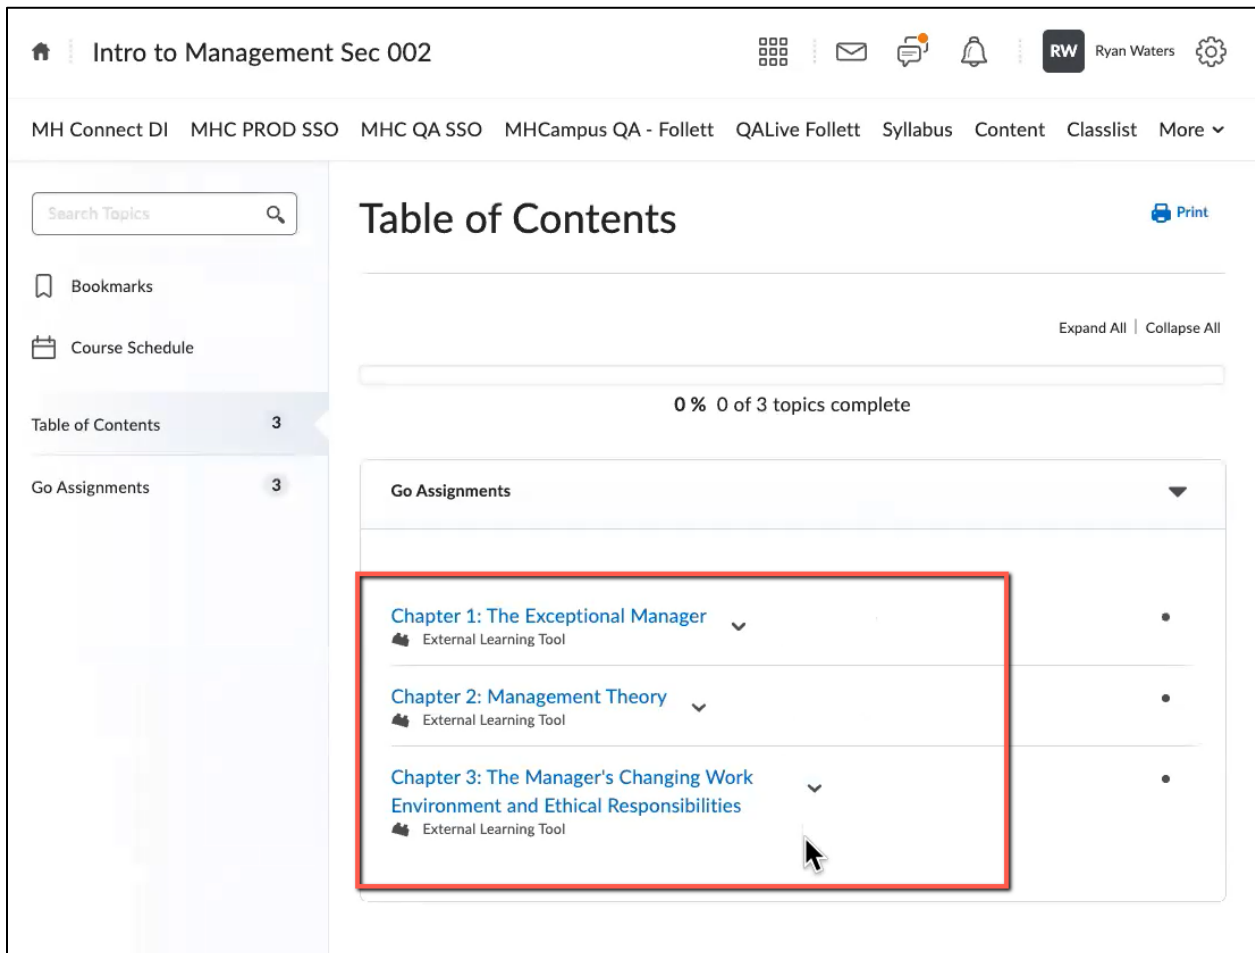 Intro to Management Sec 002
RW Ryan Waters
MH Connect DI MHC PROD SSO MHC QA SSO MHCampus QA - Follett QALive Follett Syllabus Content Classlist More
Search Topics
Bookmarks
Course Schedule
Table of Contents 3
Go Assignments 3
Table of Contents
Print
Expand All | Collapse All
0 % 0 of 3 topics complete
Go Assignments
Chapter 1: The Exceptional Manager
External Learning Tool
Chapter 2: Management Theory
External Learning Tool
Chapter 3: The Manager's Changing Work
Environment and Ethical Responsibilities
External Learning Tool